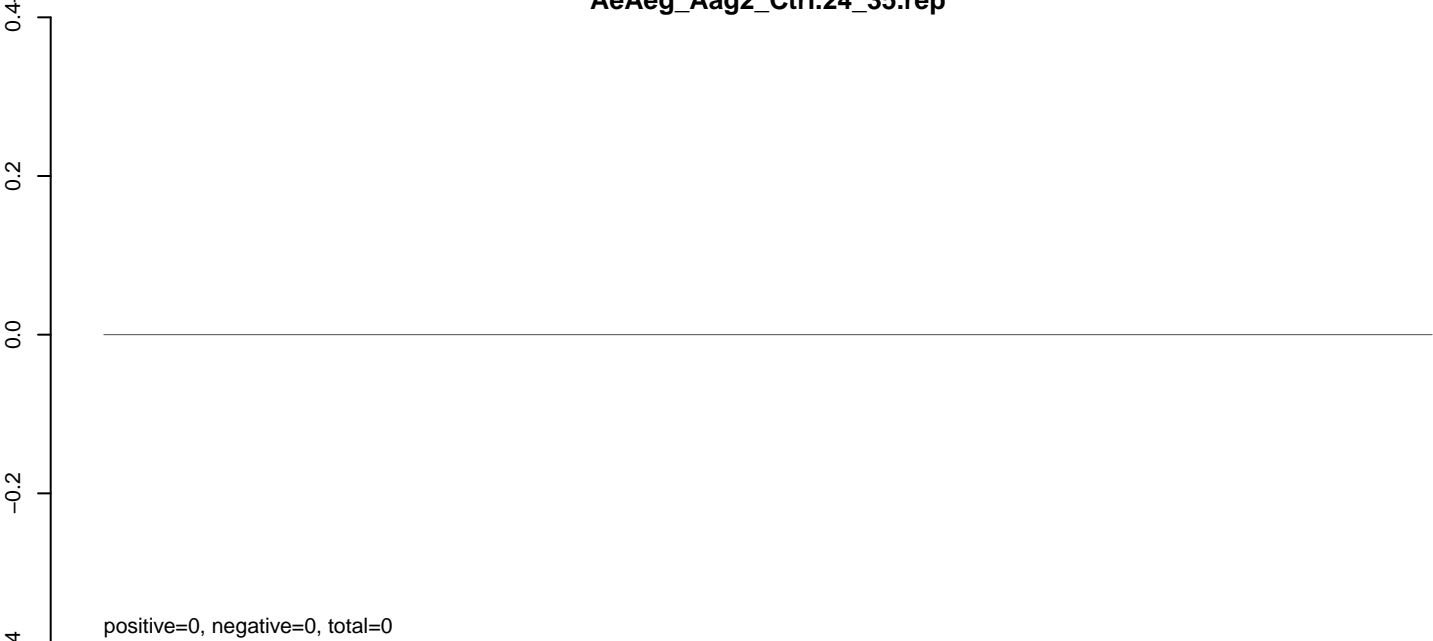 AeAeg_Aag2_Ctrl.24_35.rep
0.4
0.2
0.0
−0.2
positive=0, negative=0, total=0